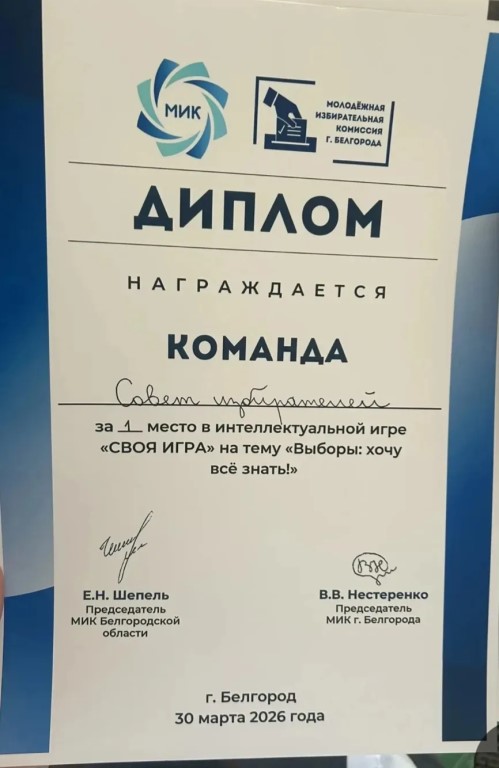 МИК
МОЛОДЁЖНАЯ
ИЗБИРАТЕЛЬНАЯ
КОМИССИЯ
Г. БЕЛГОРОДА
ДИПЛОМ
НАГРАЖДАЕТСЯ
КОМАНДА
Совет избирателей
за 1 место в интеллектуальной игре
«СВОЯ ИГРА» на тему «Выборы: хочу
всё знать!»
Е.Н. Шепель
Председатель
МИК Белгородской
области
В.В. Нестеренко
Председатель
МИК г. Белгорода
г. Белгород
30 марта 2026 года